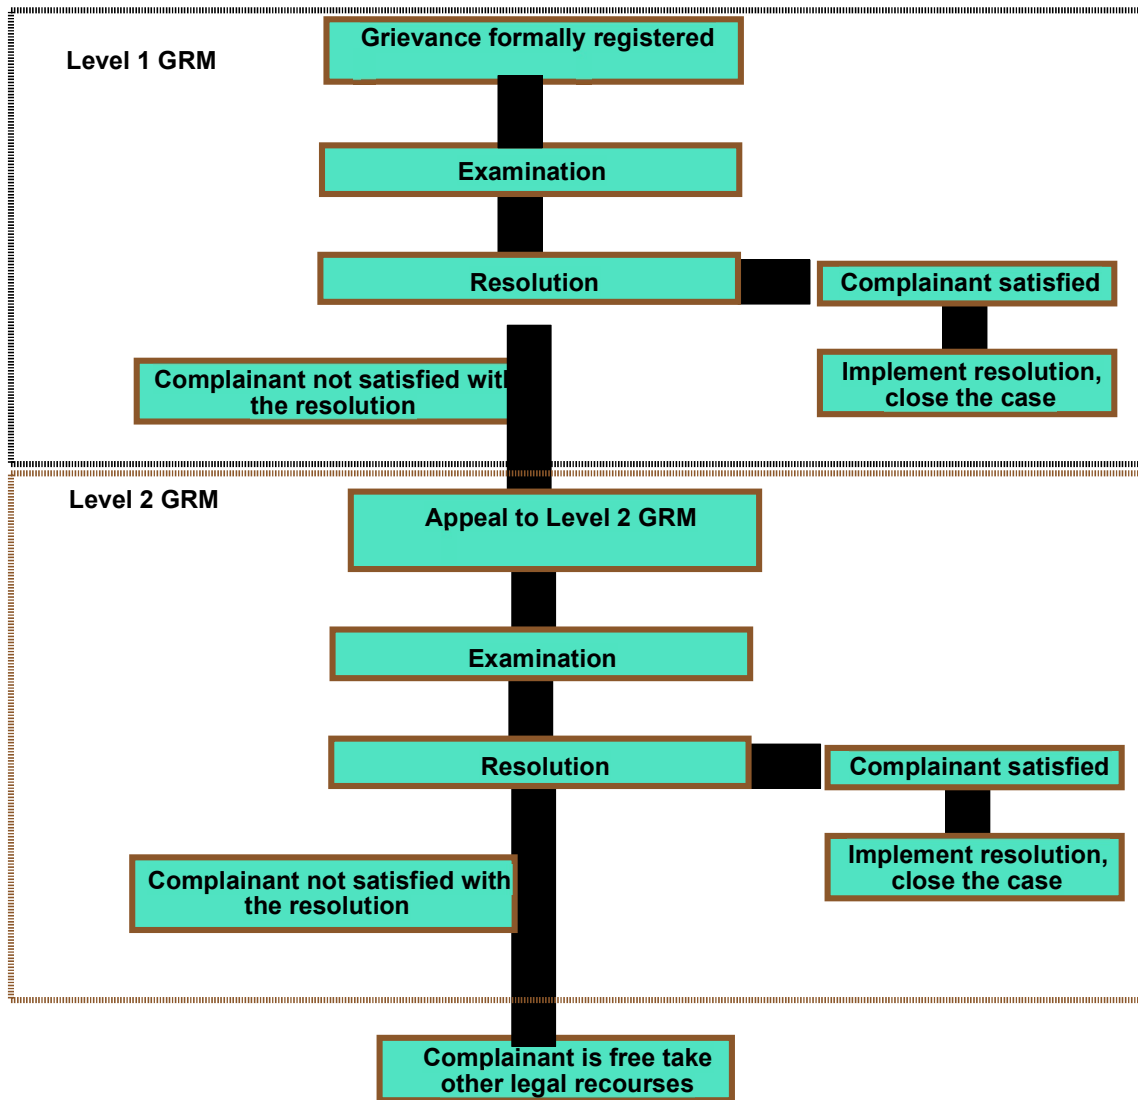 Level 1 GRM
Grievance formally registered
Examination
Resolution
Complainant satisfied
Complainant not satisfied with
the resolution
Implement resolution,
close the case
Level 2 GRM
Appeal to Level 2 GRM
Examination
Resolution
Complainant satisfied
Complainant not satisfied with
the resolution
Implement resolution,
close the case
Complainant is free take
other legal recourses